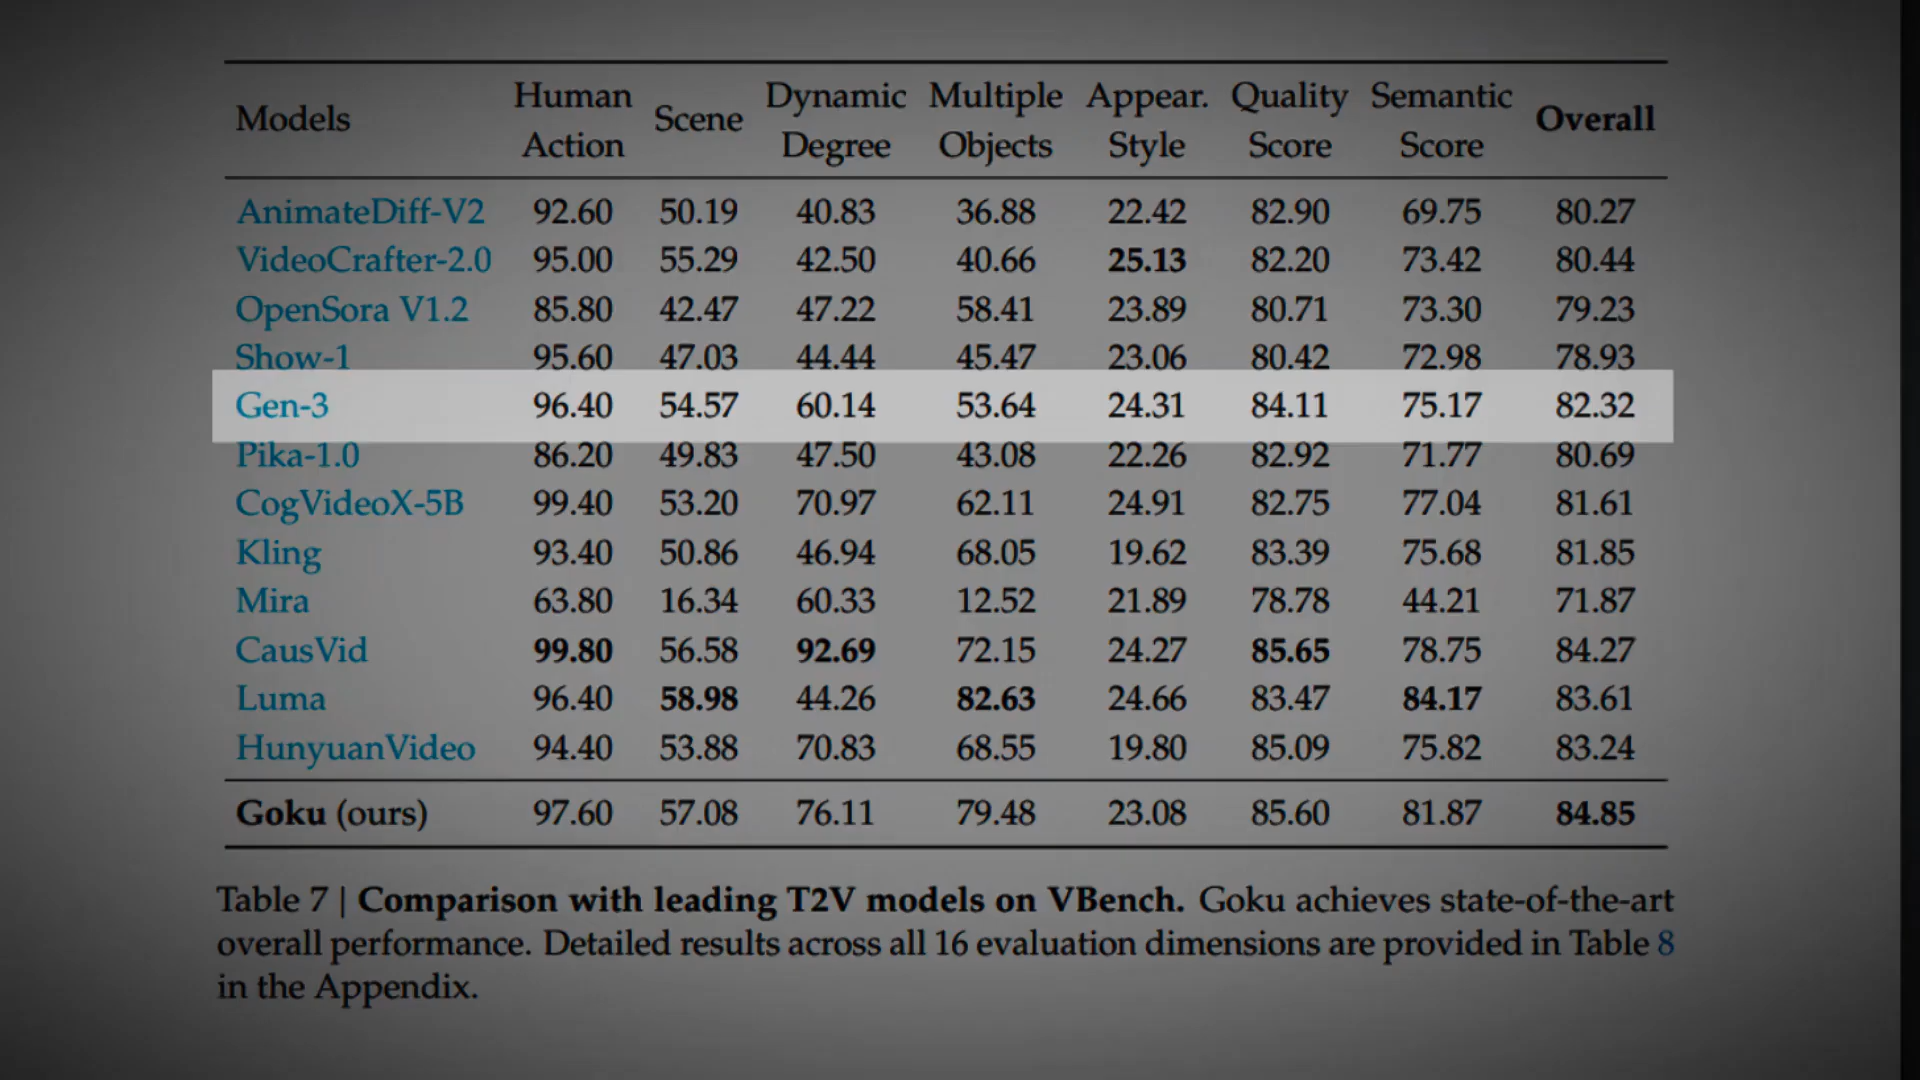 Models Human Action Scene Dynamic Degree Multiple Objects Appear. Style Quality Score Semantic Score Overall
AnimateDiff-V2 92.60 50.19 40.83 36.88 22.42 82.90 69.75 80.27
VideoCrafter-2.0 95.00 55.29 42.50 40.66 25.13 82.20 73.42 80.44
OpenSora V1.2 85.80 42.47 47.22 58.41 23.89 80.71 73.30 79.23
Show-1 95.60 47.03 44.44 45.47 23.06 80.42 72.98 78.93
Gen-3 96.40 54.57 60.14 53.64 24.31 84.11 75.17 82.32
Pika-1.0 86.20 49.83 47.50 43.08 22.26 82.92 71.77 80.69
CogVideoX-5B 99.40 53.20 70.97 62.11 24.91 82.75 77.04 81.61
Kling 93.40 50.86 46.94 68.05 19.62 83.39 75.68 81.85
Mira 63.80 16.34 60.33 12.52 21.89 78.78 44.21 71.87
CausVid 99.80 56.58 92.69 72.15 24.27 85.65 78.75 84.27
Luma 96.40 58.98 44.26 82.63 24.66 83.47 84.17 83.61
HunyuanVideo 94.40 53.88 70.83 68.55 19.80 85.09 75.82 83.24
Goku (ours) 97.60 57.08 76.11 79.48 23.08 85.60 81.87 84.85
Table 7 | Comparison with leading T2V models on VBench. Goku achieves state-of-the-art
overall performance. Detailed results across all 16 evaluation dimensions are provided in Table 8
in the Appendix.